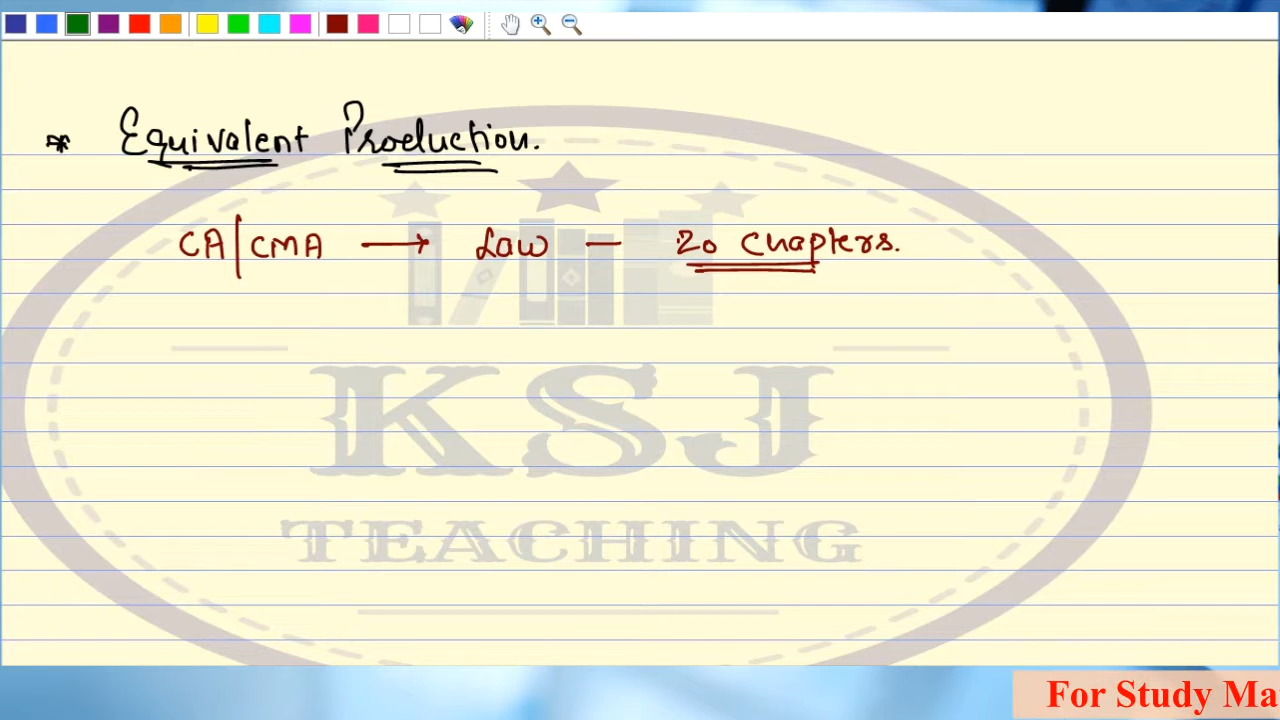 * Equivalent Production.
CA|CMA → Law — 20 Chapters.
KSJ
TEACHING
For Study Ma